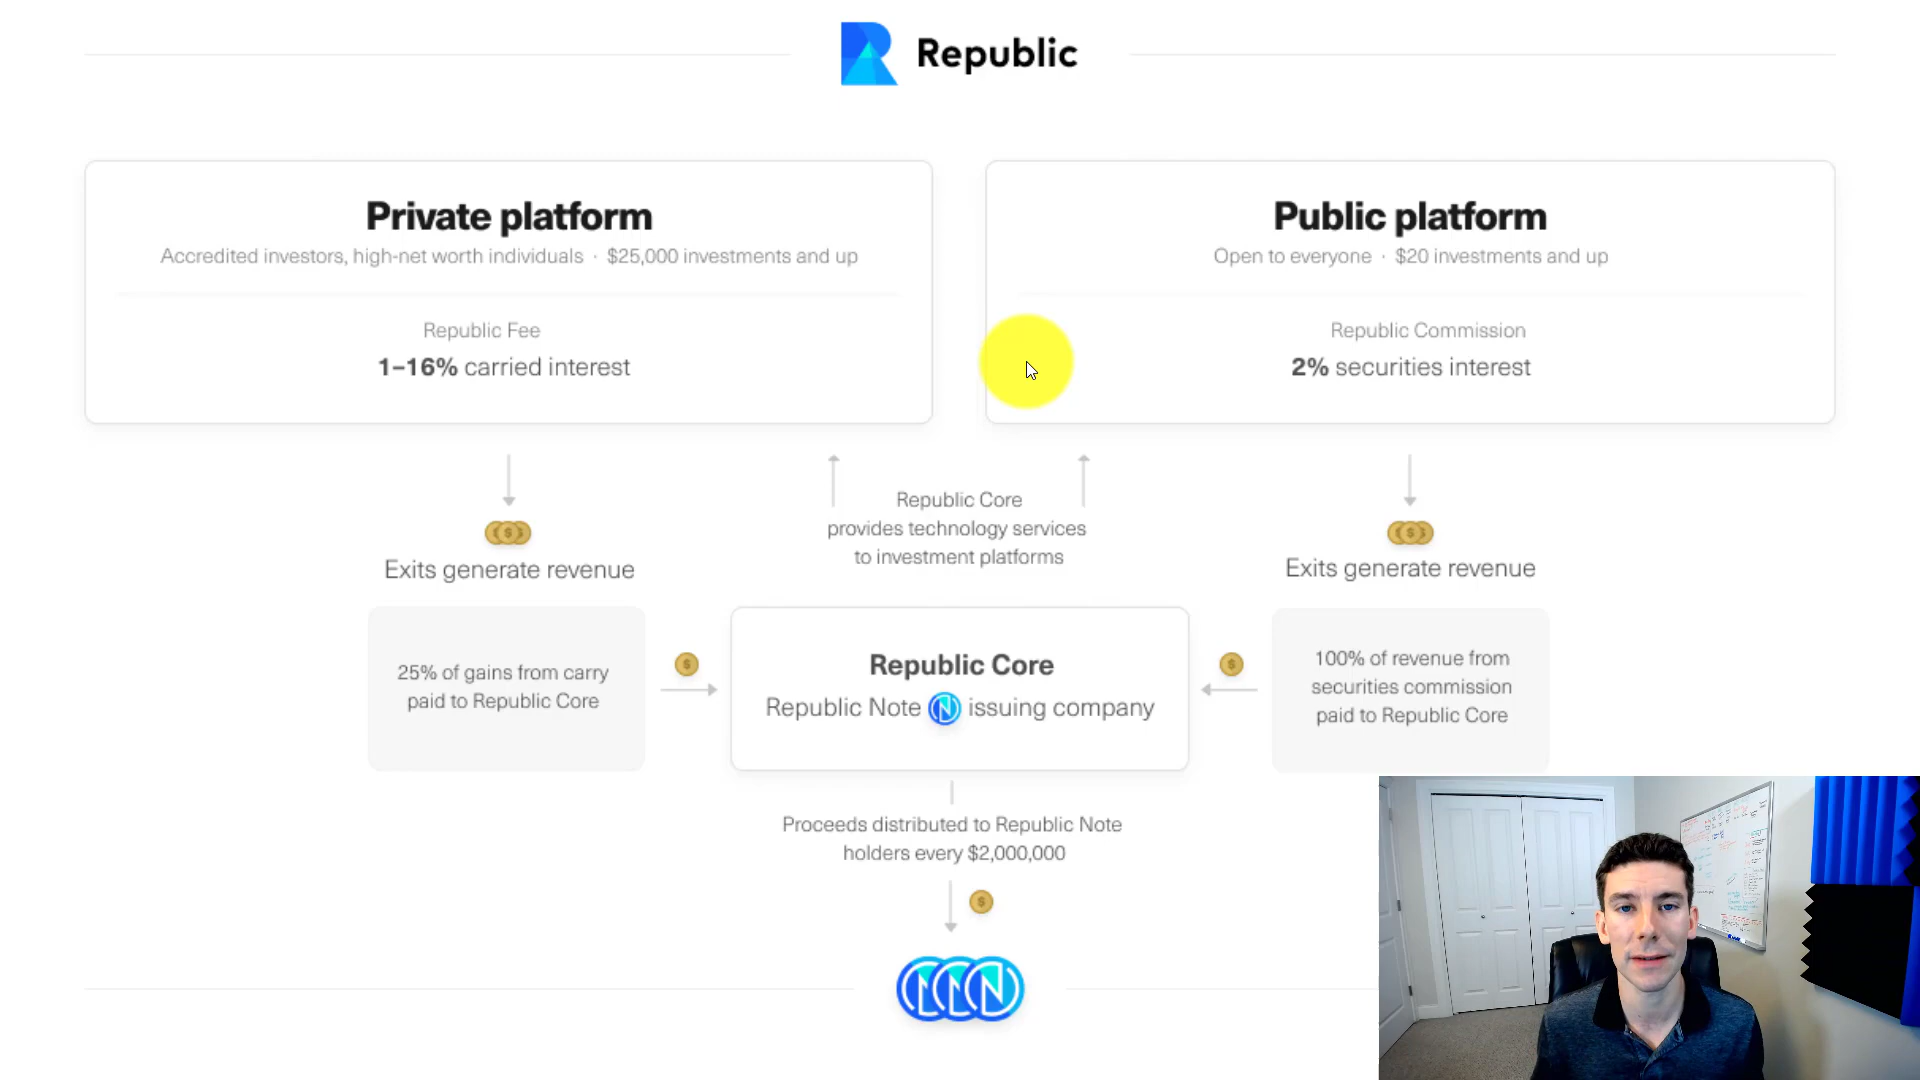 Republic
Private platform
Accredited investors, high-net worth individuals · $25,000 investments and up
Republic Fee
1–16% carried interest
Public platform
Open to everyone · $20 investments and up
Republic Commission
2% securities interest
Republic Core
provides technology services
to investment platforms
Exits generate revenue
25% of gains from carry
paid to Republic Core
Republic Core
Republic Note N issuing company
Exits generate revenue
100% of revenue from
securities commission
paid to Republic Core
Proceeds distributed to Republic Note
holders every $2,000,000